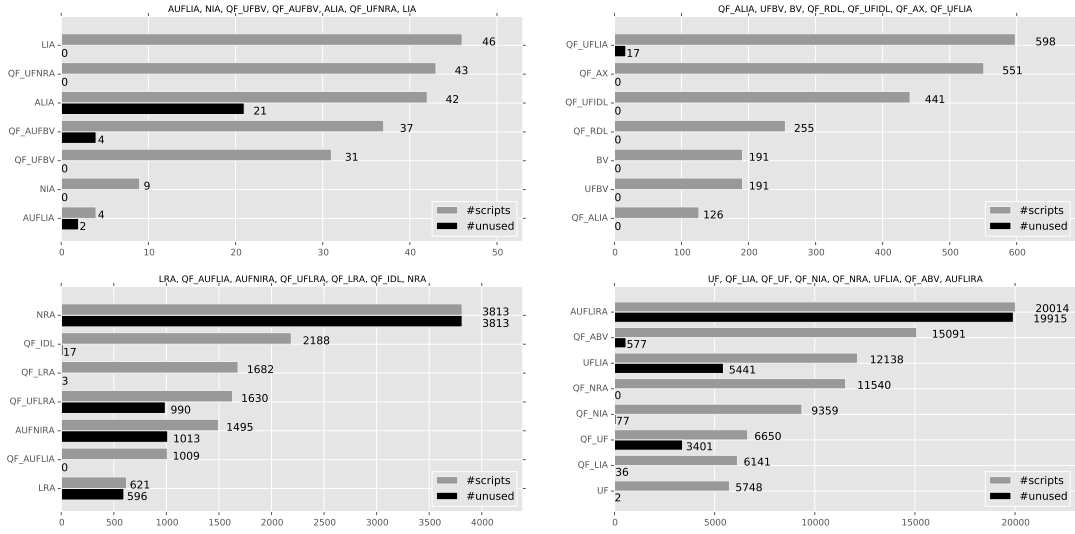 AUFLIA, NIA, QF_UFBV, QF_AUFBV, ALIA, QF_UFNRA, LIA
LIA 46
0
QF_UFNRA 43
0
ALIA 42
21
QF_AUFBV 37
4
QF_UFBV 31
0
NIA 9
0
AUFLIA 4
2
#scripts
#unused
0 10 20 30 40 50
QF_ALIA, UFBV, BV, QF_RDL, QF_UFIDL, QF_AX, QF_UFLIA
QF_UFLIA 598
17
QF_AX 551
0
QF_UFIDL 441
0
QF_RDL 255
0
BV 191
0
UFBV 191
0
QF_ALIA 126
0
#scripts
#unused
0 100 200 300 400 500 600
LRA, QF_AUFLIA, AUFNIRA, QF_UFLRA, QF_LRA, QF_IDL, NRA
NRA 3813
3813
QF_IDL 2188
17
QF_LRA 1682
3
QF_UFLRA 1630
990
AUFNIRA 1495
1013
QF_AUFLIA 1009
0
LRA 621
596
#scripts
#unused
0 500 1000 1500 2000 2500 3000 3500 4000
UF, QF_LIA, QF_UF, QF_NIA, QF_NRA, UFLIA, QF_ABV, AUFLIRA
AUFLIRA 20014
19915
QF_ABV 15091
577
UFLIA 12138
5441
QF_NRA 11540
0
QF_NIA 9359
77
QF_UF 6650
3401
QF_LIA 6141
36
UF 5748
2
#scripts
#unused
0 5000 10000 15000 20000